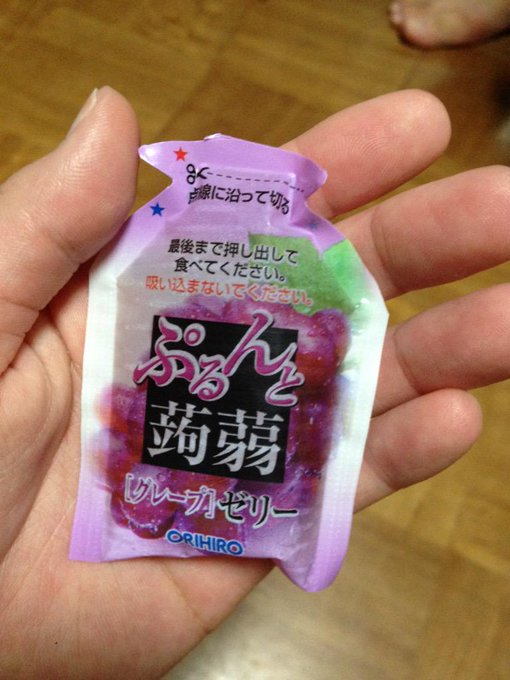 点線に沿って切る
最後まで押し出して
食べてください。
吸い込まないでください。
ぷるんと
蒟蒻
[グレープ]ゼリー
ORIHIRO